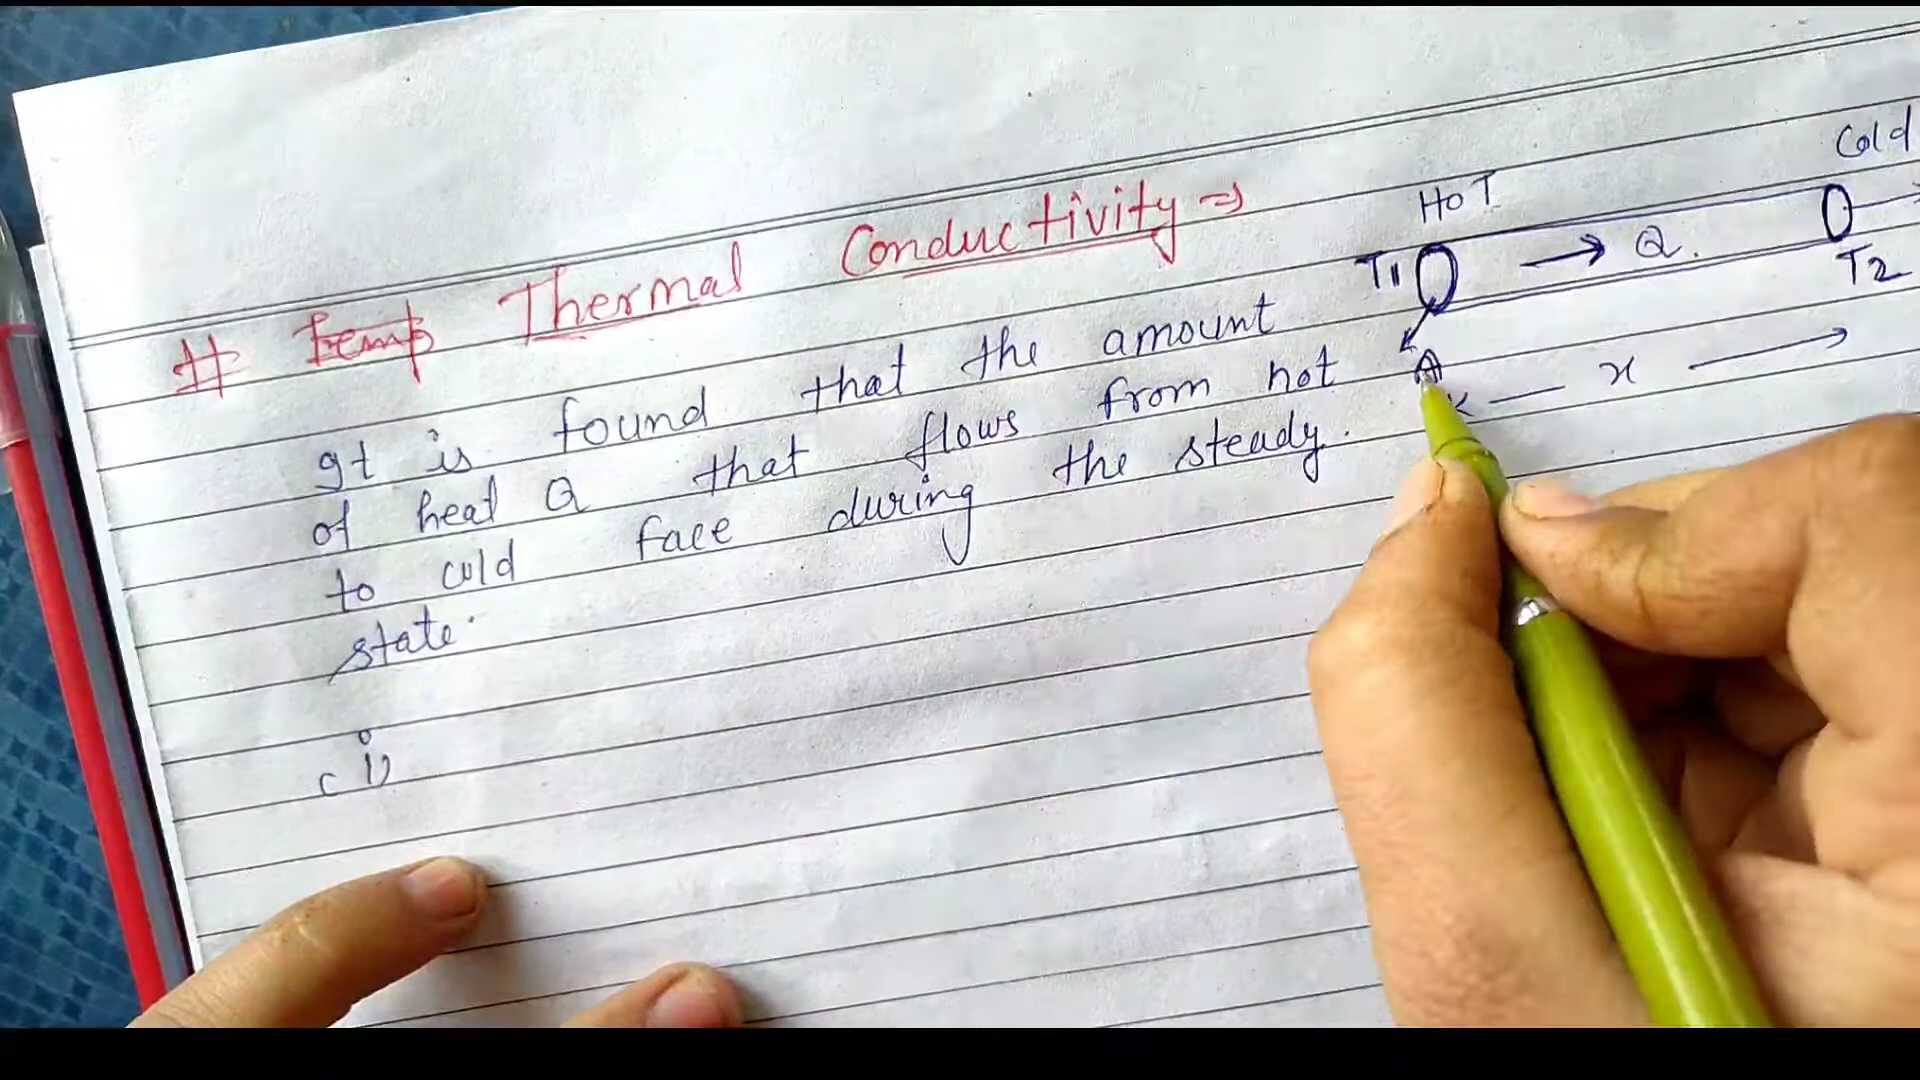 # Temp Thermal Conductivity ⇒
It is found that the amount
of heat Q that flows from hot
to cold face during the steady.
state.
(i)
HOT
Cold
T1 → Q.
T2
A
x